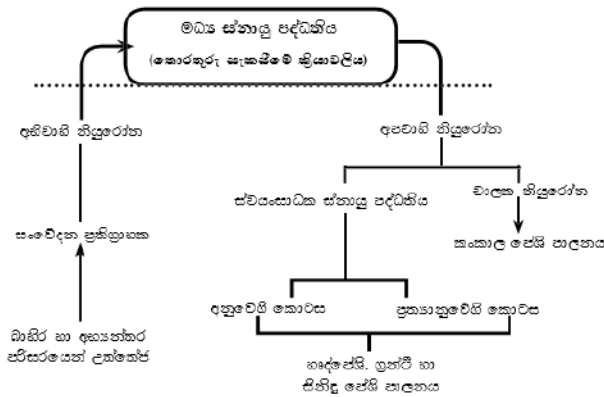 මධ්‍ය ස්නායු පද්ධතිය
(තොරතුරු සැකසීමේ ක්‍රියාවලිය)
අභිවාහි නියුරෝන
අපවාහි නියුරෝන
ස්වයංසාධක ස්නායු පද්ධතිය
චාලක නියුරෝන
සංවේදන ප්‍රතිග්‍රාහක
කංකාල පේශි පාලනය
අනුවේගී කොටස
ප්‍රත්‍යානුවේගී කොටස
බාහිර හා අභ්‍යන්තර
පරිසරයෙන් උත්තේජ
හෘද්පේශි, ග්‍රන්ථි හා
සිනිඳු පේශි පාලනය